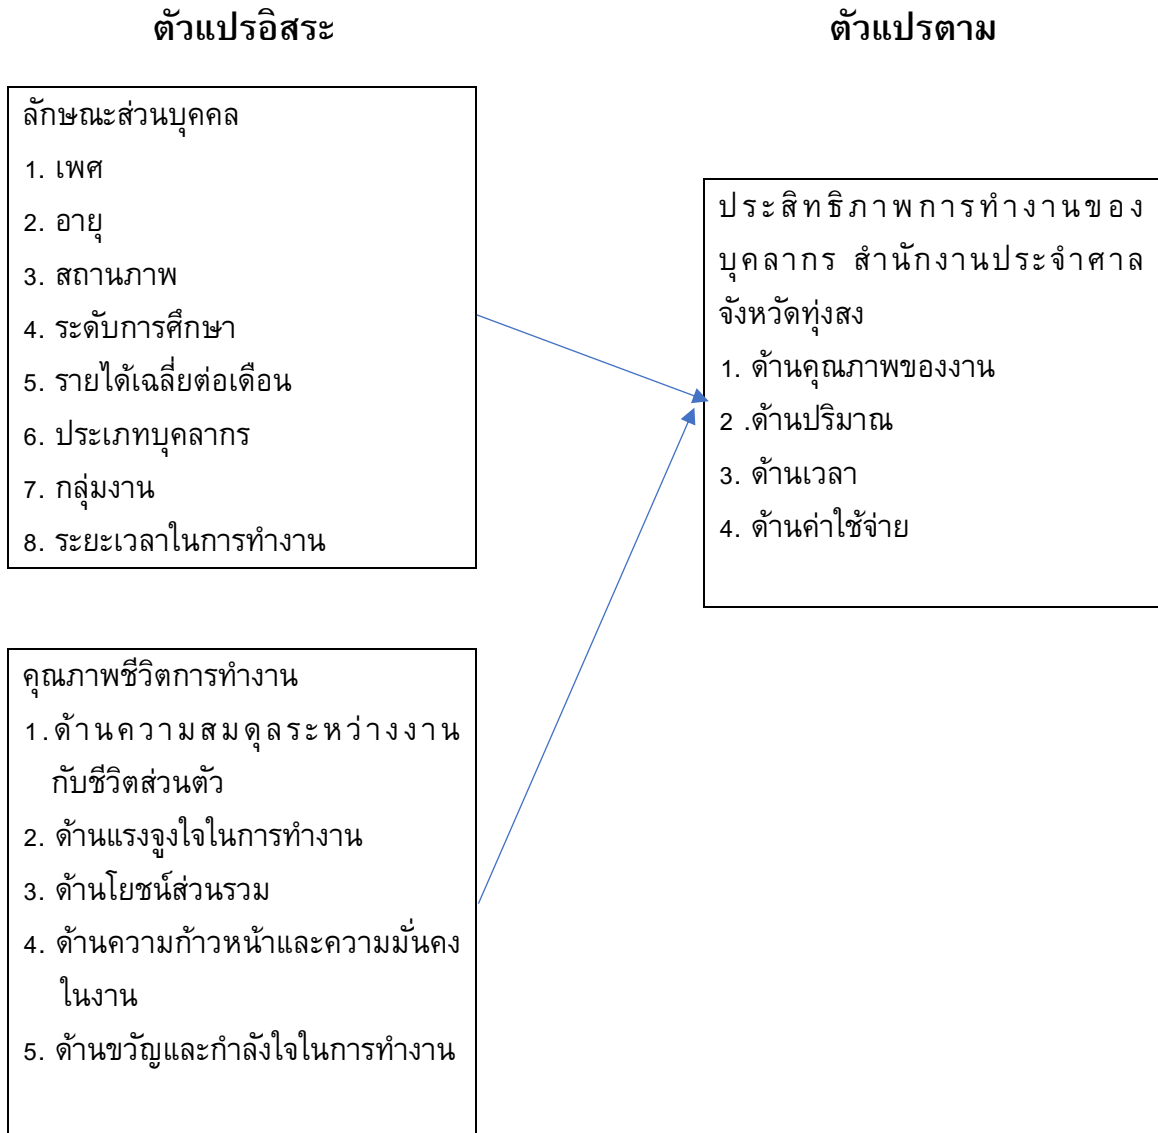 ตัวแปรอิสระ
ตัวแปรตาม
ลักษณะส่วนบุคคล
1. เพศ
2. อายุ
3. สถานภาพ
4. ระดับการศึกษา
5. รายได้เฉลี่ยต่อเดือน
6. ประเภทบุคลากร
7. กลุ่มงาน
8. ระยะเวลาในการทำงาน
ประสิทธิภาพการทำงานของ
บุคลากร สำนักงานประจำศาล
จังหวัดทุ่งสง
1. ด้านคุณภาพของงาน
2 .ด้านปริมาณ
3. ด้านเวลา
4. ด้านค่าใช้จ่าย
คุณภาพชีวิตการทำงาน
1.ด้านความสมดุลระหว่างงาน
กับชีวิตส่วนตัว
2. ด้านแรงจูงใจในการทำงาน
3. ด้านโยชน์ส่วนรวม
4. ด้านความก้าวหน้าและความมั่นคง
ในงาน
5. ด้านขวัญและกำลังใจในการทำงาน